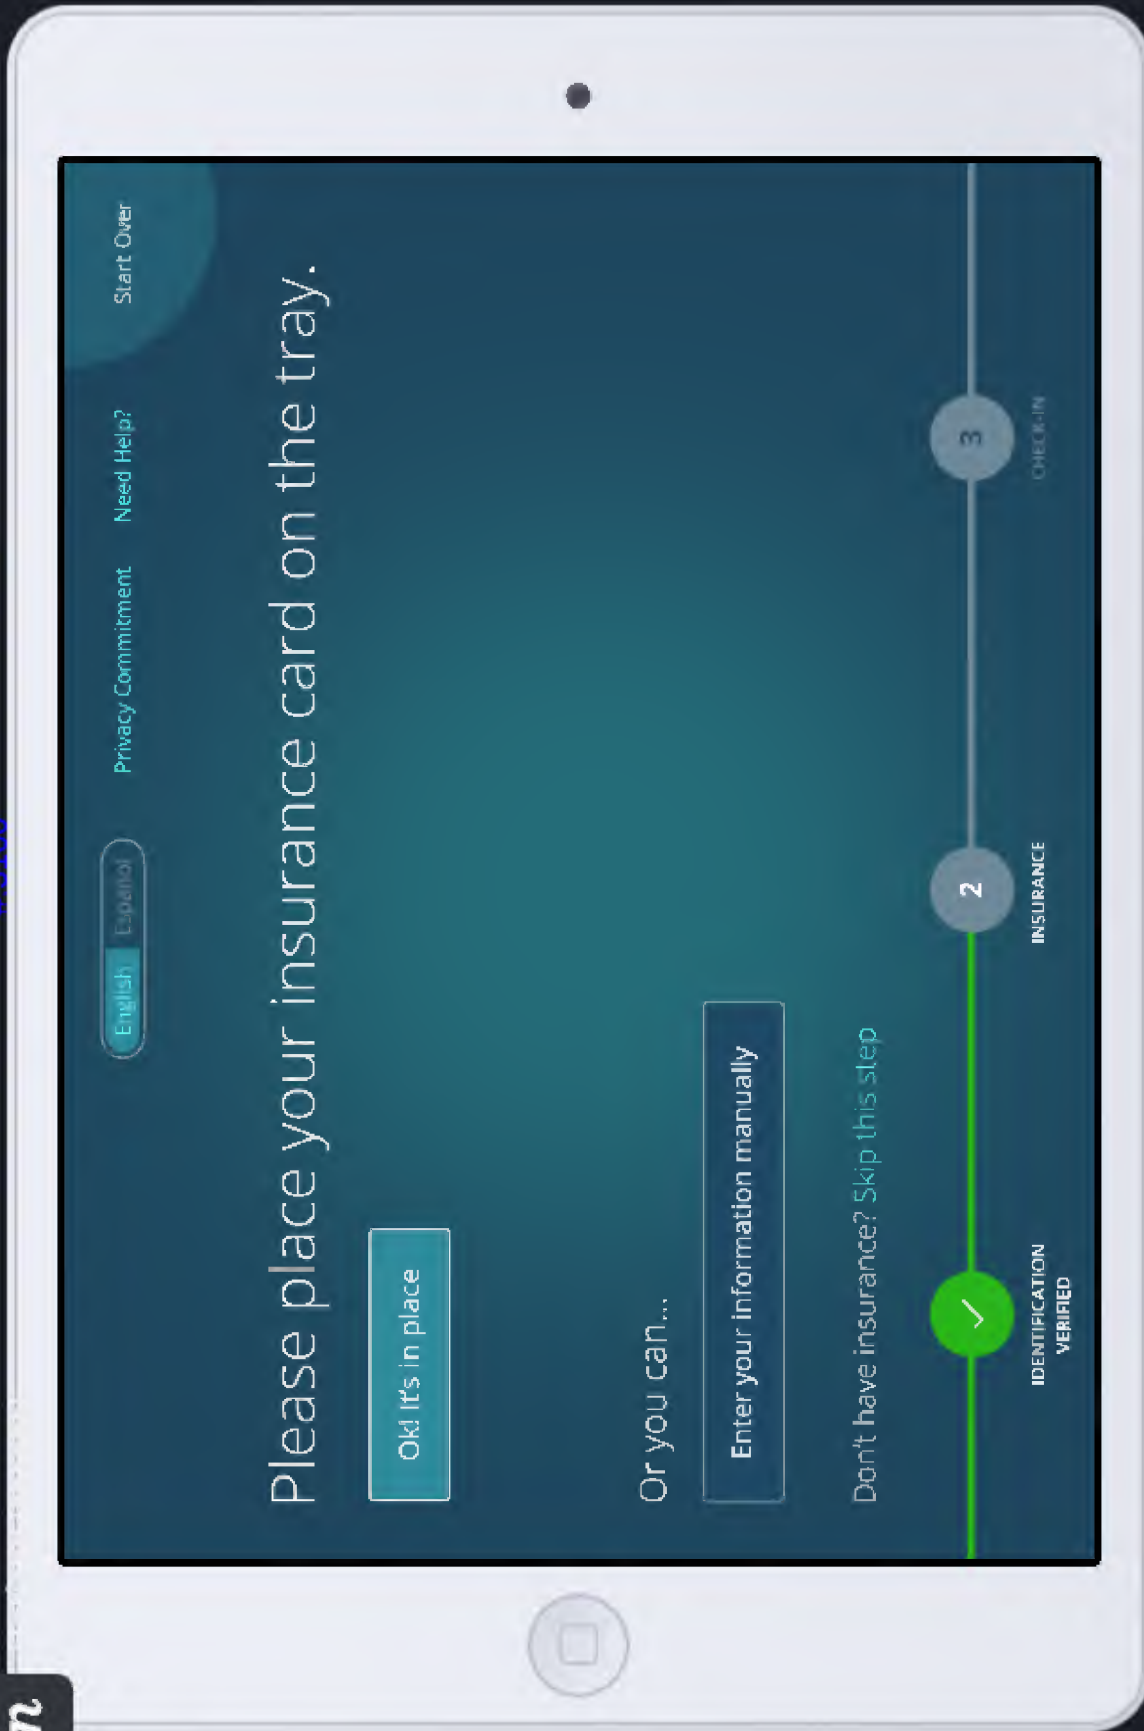 English Español
Privacy Commitment
Need Help?
Start Over
Please place your insurance card on the tray.
Ok! It's in place
Or you can...
Enter your information manually
Don't have insurance? Skip this step
2
3
IDENTIFICATION
VERIFIED
INSURANCE
CHECK-IN